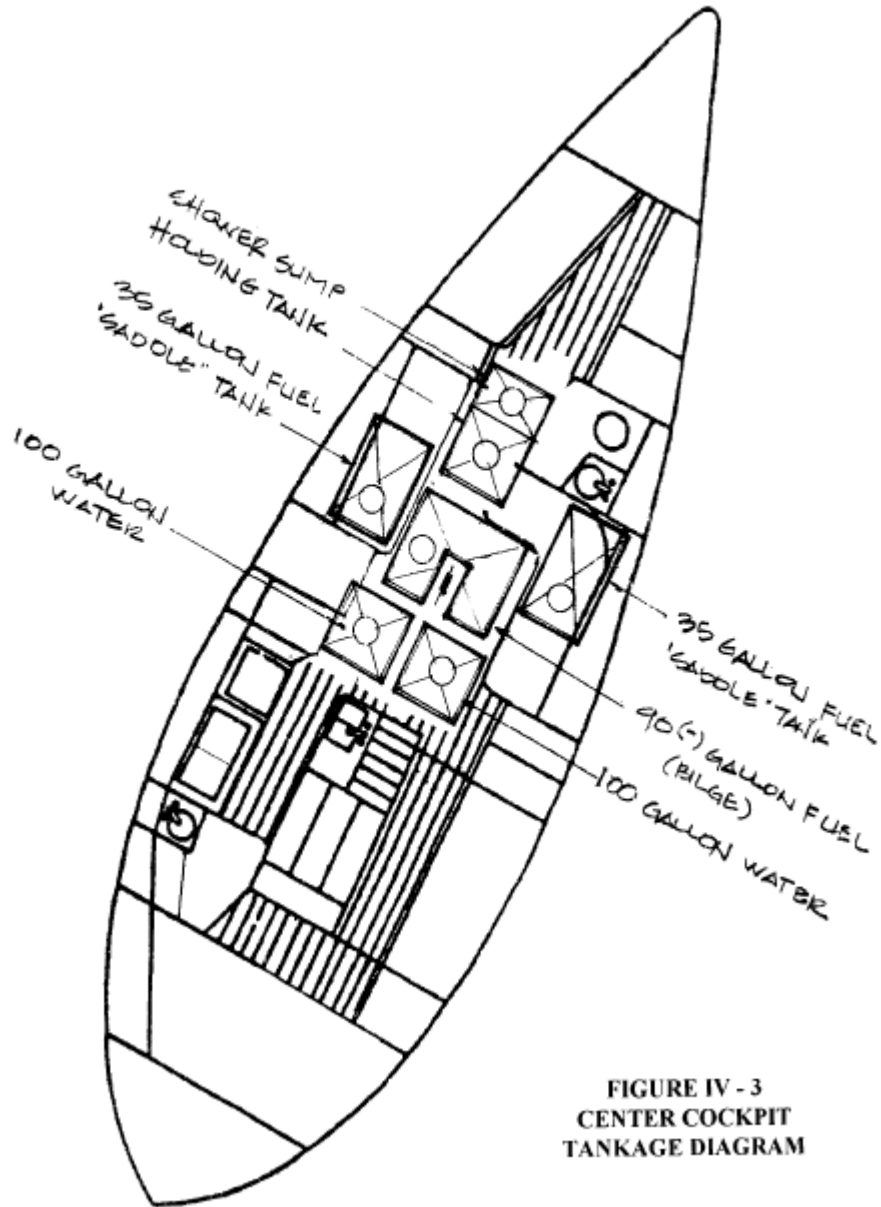 SHOWER SUMP
HOLDING TANK
35 GALLON FUEL
"SADDLE" TANK
100 GALLON
WATER
35 GALLON FUEL
"SADDLE" TANK
90 (-) GALLON FUEL
(BILGE)
100 GALLON WATER
FIGURE IV - 3
CENTER COCKPIT
TANKAGE DIAGRAM